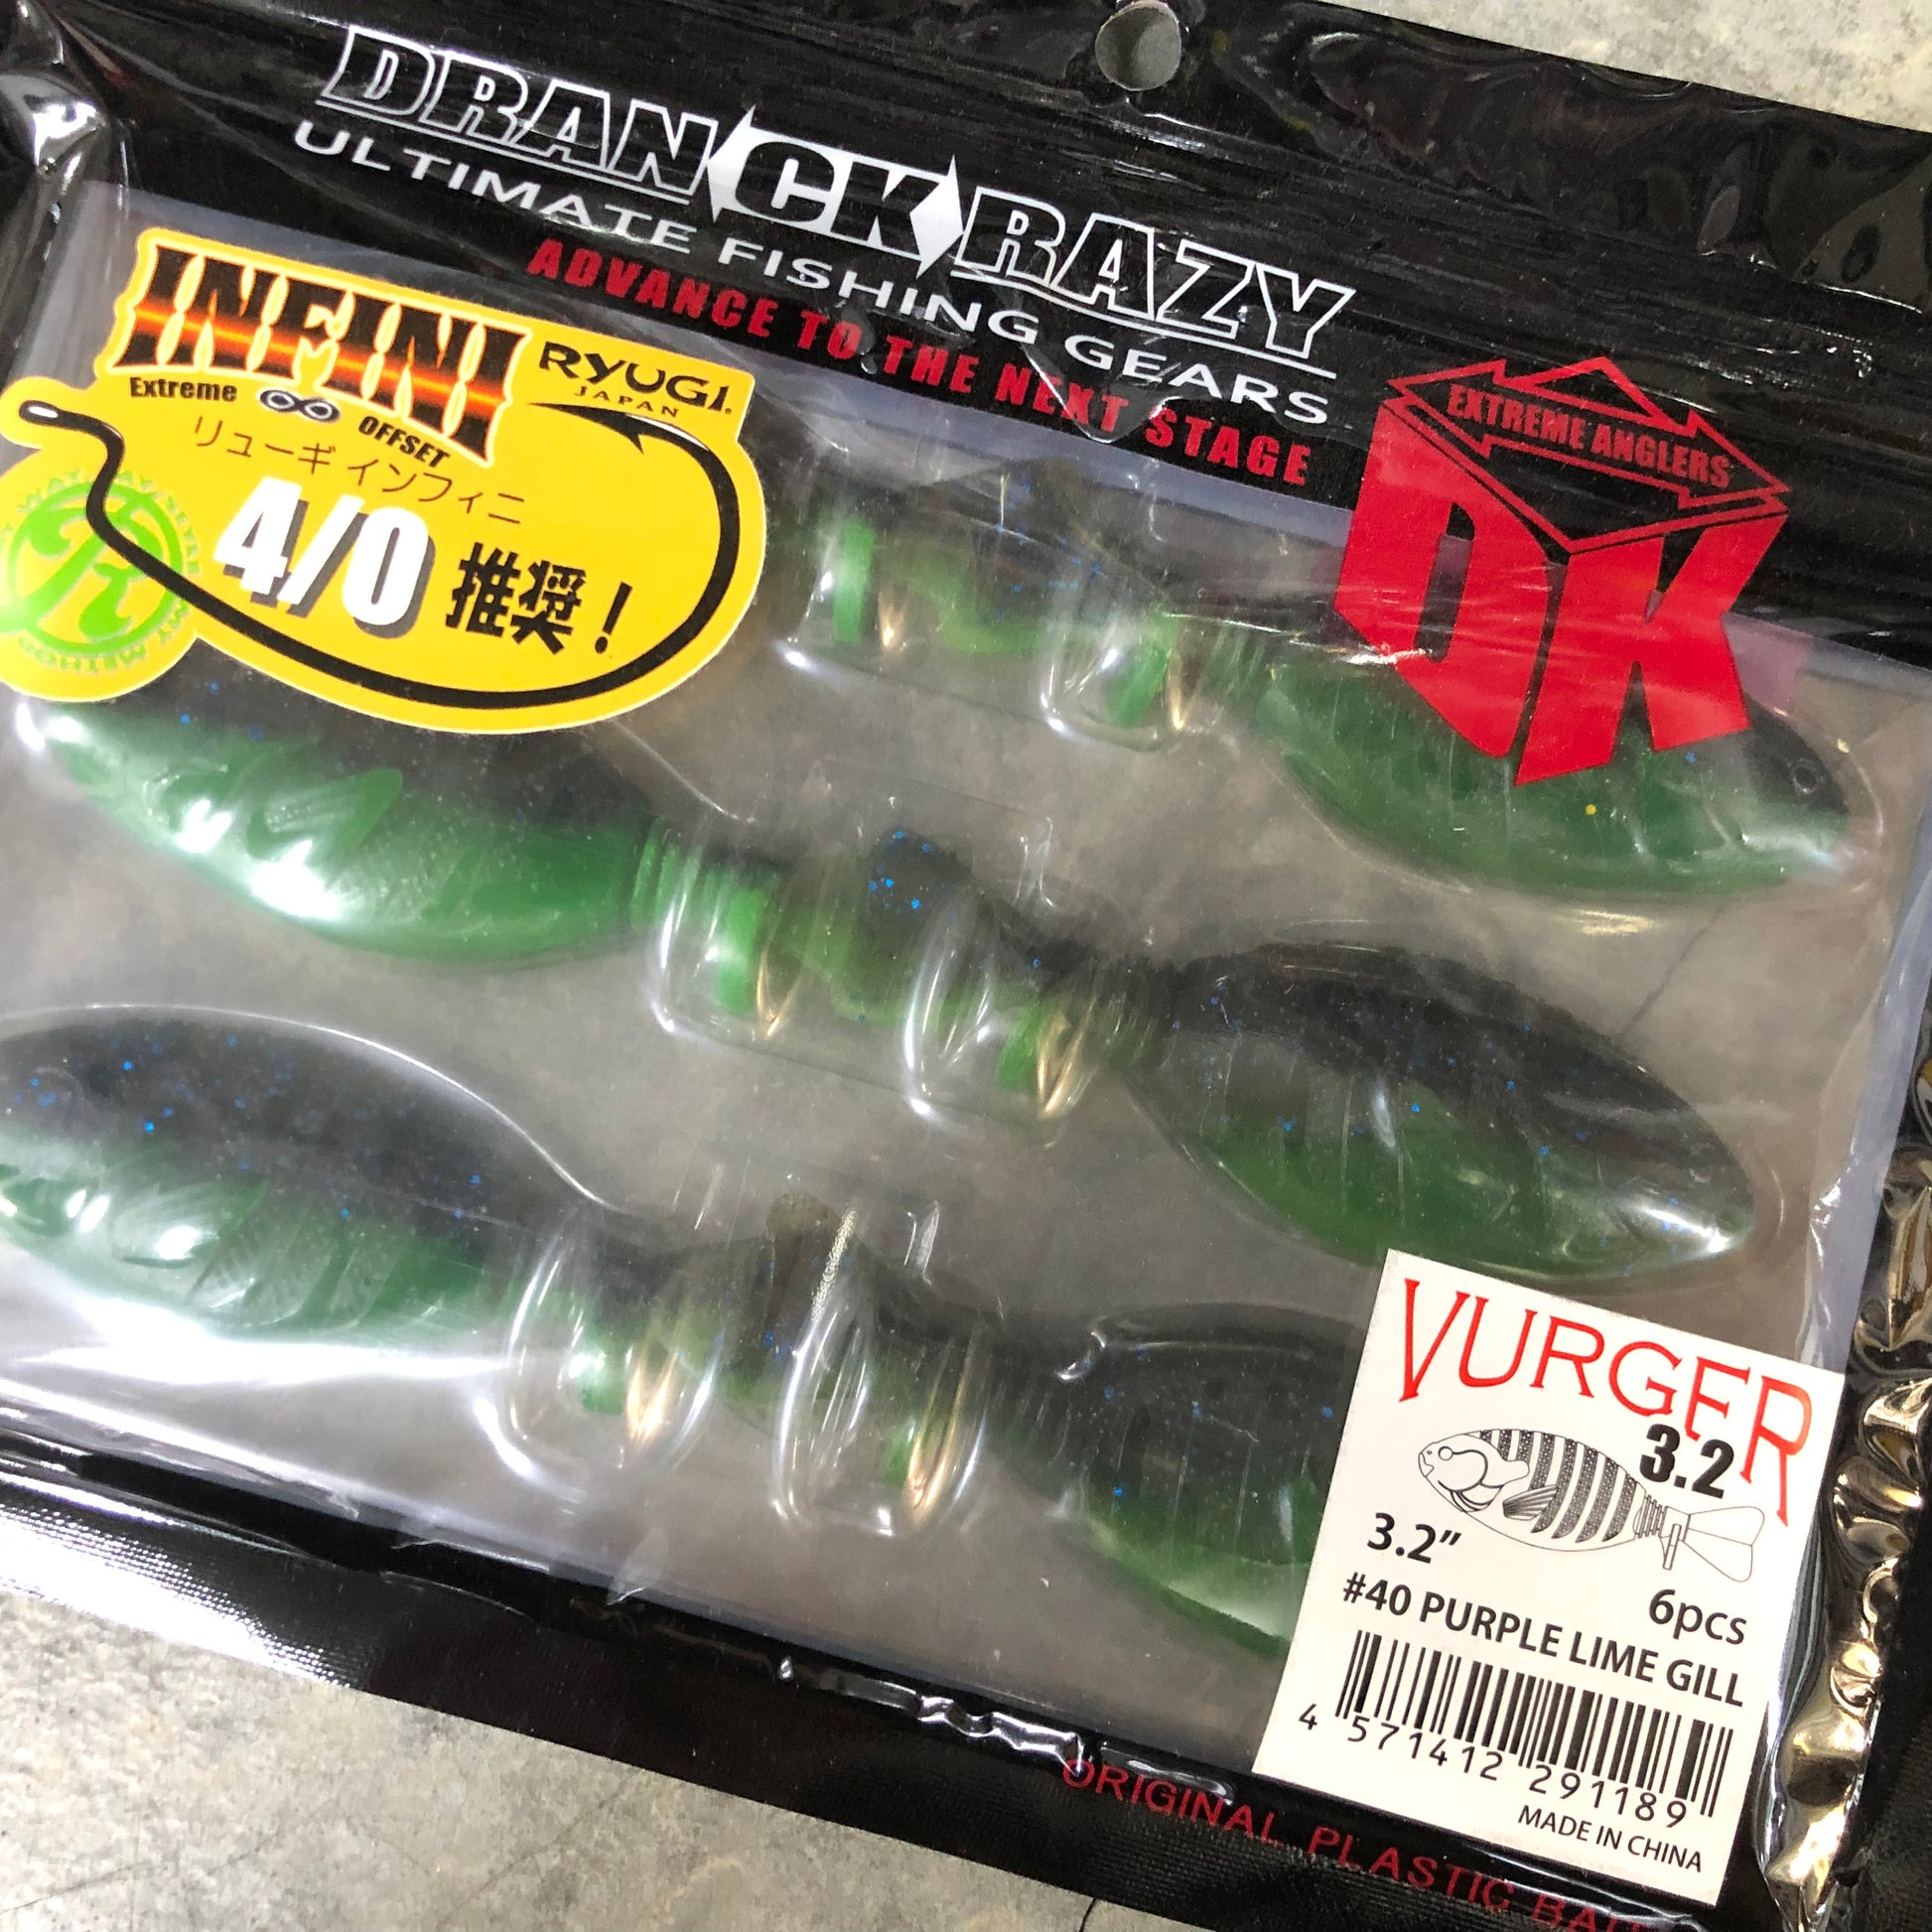 DRANCKRAZY
ULTIMATE FISHING GEARS
ADVANCE TO THE NEXT STAGE
EXTREME ANGLERS
DK
INFINI
RYUGI
JAPAN
Extreme
OFFSET
リューギ インフィニ
4/0 推奨!
R
METHOD
VURGER
3.2
3.2"
6pcs
#40 PURPLE LIME GILL
4 571412 291189
MADE IN CHINA
ORIGINAL PLASTIC